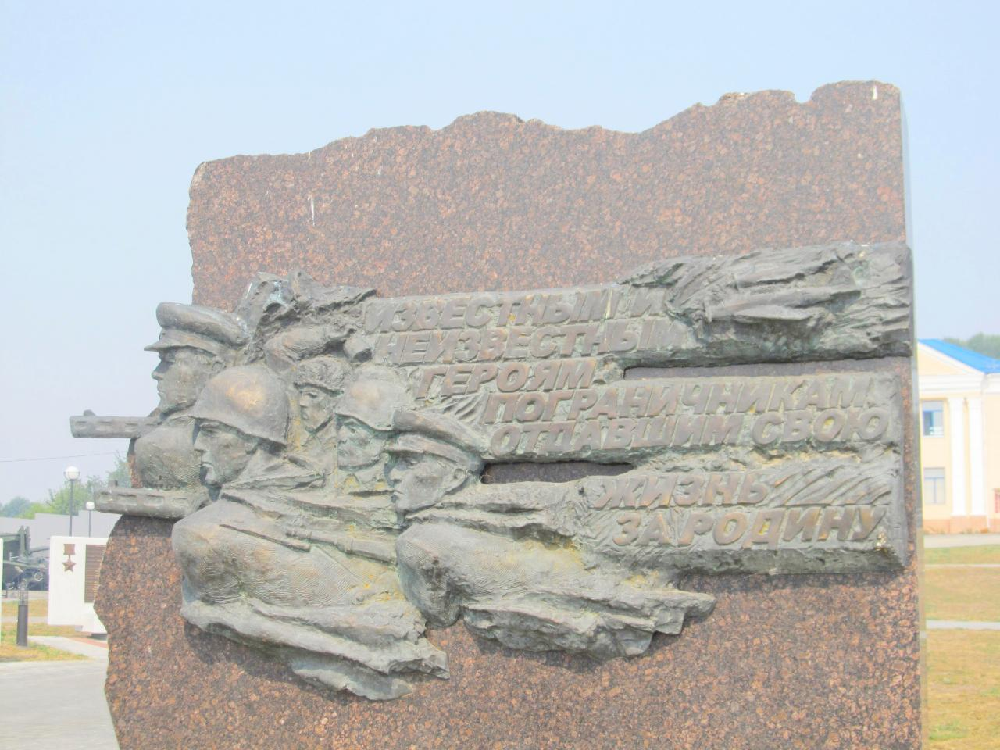 ИЗВЕСТНЫМ И
НЕИЗВЕСТНЫМ
ГЕРОЯМ
ПОГРАНИЧНИКАМ,
ОТДАВШИМ СВОЮ
ЖИЗНЬ
ЗА РОДИНУ